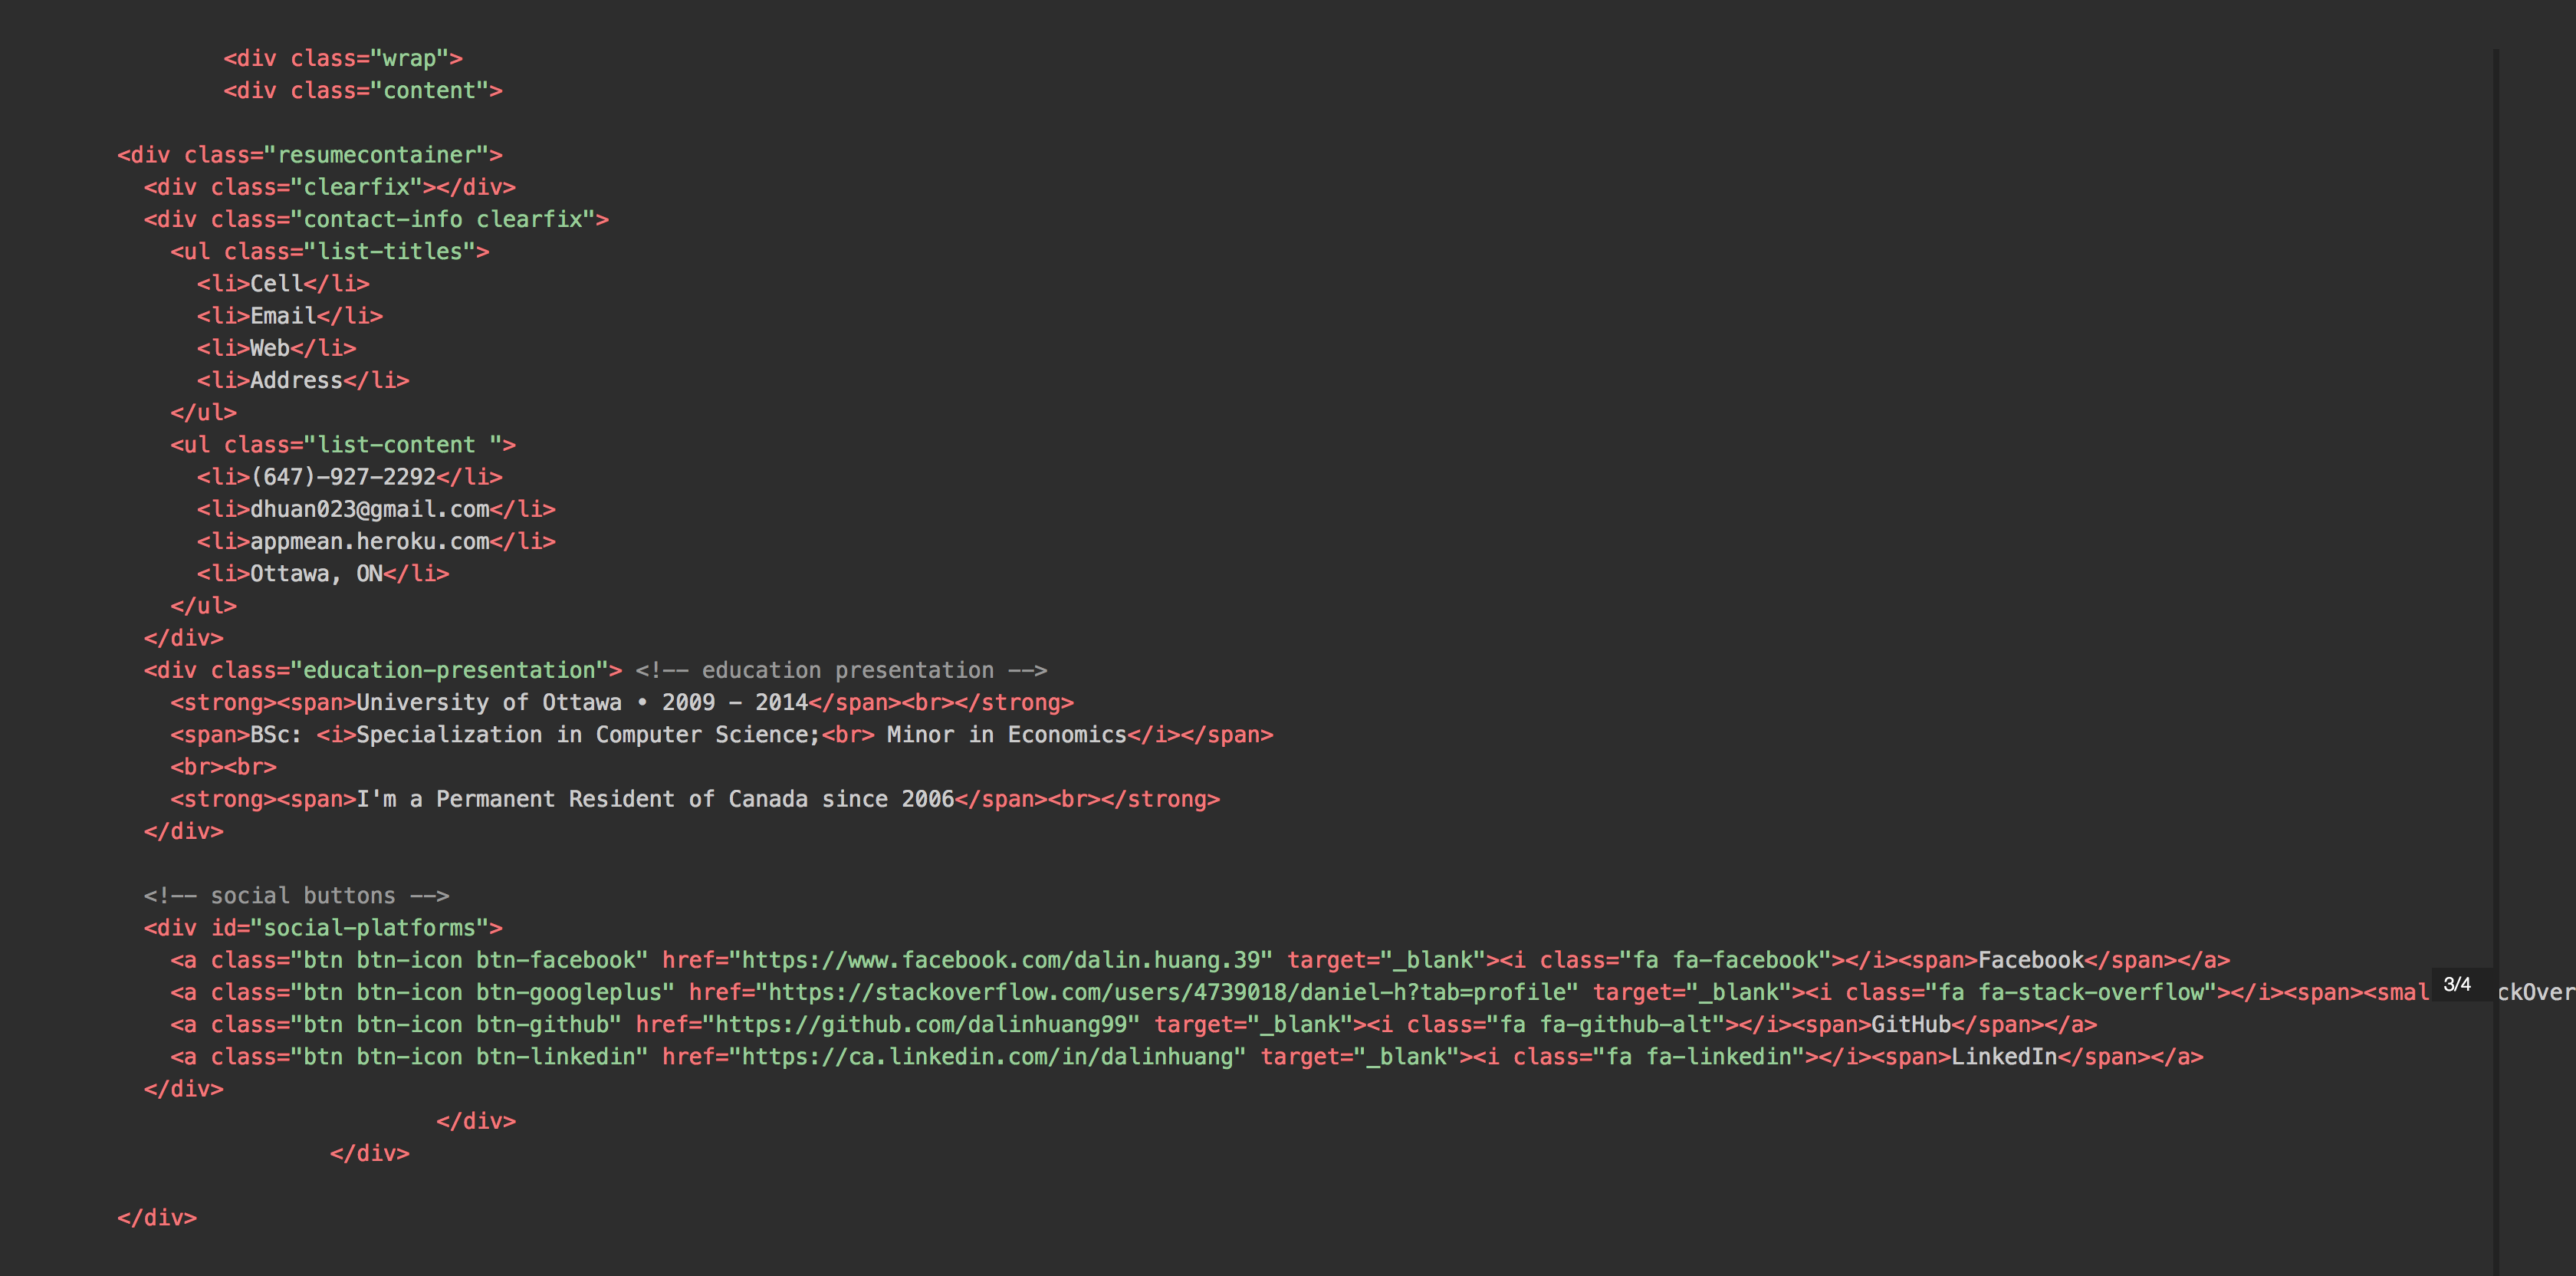 <div class="wrap">
<div class="content">
<div class="resumecontainer">
<div class="clearfix"></div>
<div class="contact-info clearfix">
<ul class="list-titles">
<li>Cell</li>
<li>Email</li>
<li>Web</li>
<li>Address</li>
</ul>
<ul class="list-content ">
<li>(647)-927-2292</li>
<li>dhuan023@gmail.com</li>
<li>appmean.heroku.com</li>
<li>Ottawa, ON</li>
</ul>
</div>
<div class="education-presentation"> <!-- education presentation -->
<strong><span>University of Ottawa • 2009 - 2014</span><br></strong>
<span>BSc: <i>Specialization in Computer Science;<br> Minor in Economics</i></span>
<br><br>
<strong><span>I'm a Permanent Resident of Canada since 2006</span><br></strong>
</div>
<!-- social buttons -->
<div id="social-platforms">
<a class="btn btn-icon btn-facebook" href="https://www.facebook.com/dalin.huang.39" target="_blank"><i class="fa fa-facebook"></i><span>Facebook</span></a>
<a class="btn btn-icon btn-googleplus" href="https://stackoverflow.com/users/4739018/daniel-h?tab=profile" target="_blank"><i class="fa fa-stack-overflow"></i><span><smal 3/4 ckOver
<a class="btn btn-icon btn-github" href="https://github.com/dalinhuang99" target="_blank"><i class="fa fa-github-alt"></i><span>GitHub</span></a>
<a class="btn btn-icon btn-linkedin" href="https://ca.linkedin.com/in/dalinhuang" target="_blank"><i class="fa fa-linkedin"></i><span>LinkedIn</span></a>
</div>
</div>
</div>
</div>